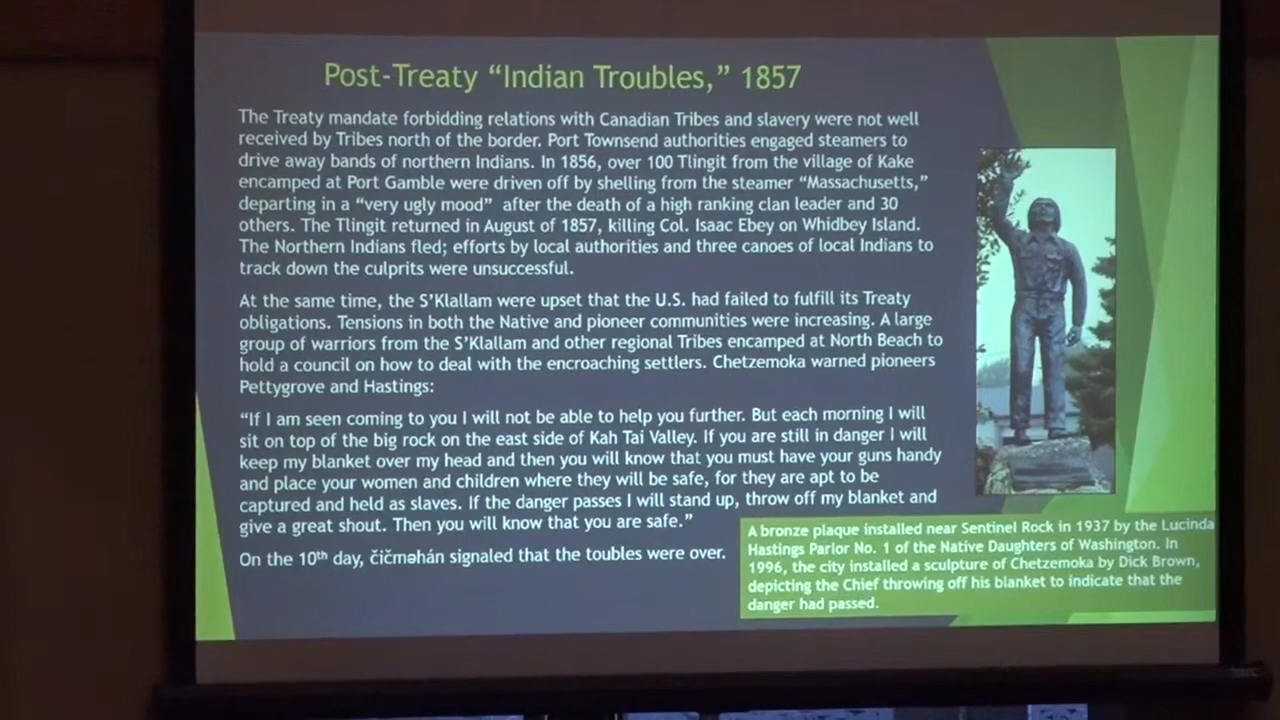 Post-Treaty “Indian Troubles,” 1857
The Treaty mandate forbidding relations with Canadian Tribes and slavery were not well
received by Tribes north of the border. Port Townsend authorities engaged steamers to
drive away bands of northern Indians. In 1856, over 100 Tlingit from the village of Kake
encamped at Port Gamble were driven off by shelling from the steamer “Massachusetts,”
departing in a “very ugly mood” after the death of a high ranking clan leader and 30
others. The Tlingit returned in August of 1857, killing Col. Isaac Ebey on Whidbey Island.
The Northern Indians fled; efforts by local authorities and three canoes of local Indians to
track down the culprits were unsuccessful.
At the same time, the S’Klallam were upset that the U.S. had failed to fulfill its Treaty
obligations. Tensions in both the Native and pioneer communities were increasing. A large
group of warriors from the S’Klallam and other regional Tribes encamped at North Beach to
hold a council on how to deal with the encroaching settlers. Chetzemoka warned pioneers
Pettygrove and Hastings:
“If I am seen coming to you I will not be able to help you further. But each morning I will
sit on top of the big rock on the east side of Kah Tai Valley. If you are still in danger I will
keep my blanket over my head and then you will know that you must have your guns handy
and place your women and children where they will be safe, for they are apt to be
captured and held as slaves. If the danger passes I will stand up, throw off my blanket and
give a great shout. Then you will know that you are safe.”
On the 10th day, čičməhán signaled that the toubles were over.
A bronze plaque installed near Sentinel Rock in 1937 by the Lucinda
Hastings Parlor No. 1 of the Native Daughters of Washington. In
1996, the city installed a sculpture of Chetzemoka by Dick Brown,
depicting the Chief throwing off his blanket to indicate that the
danger had passed.